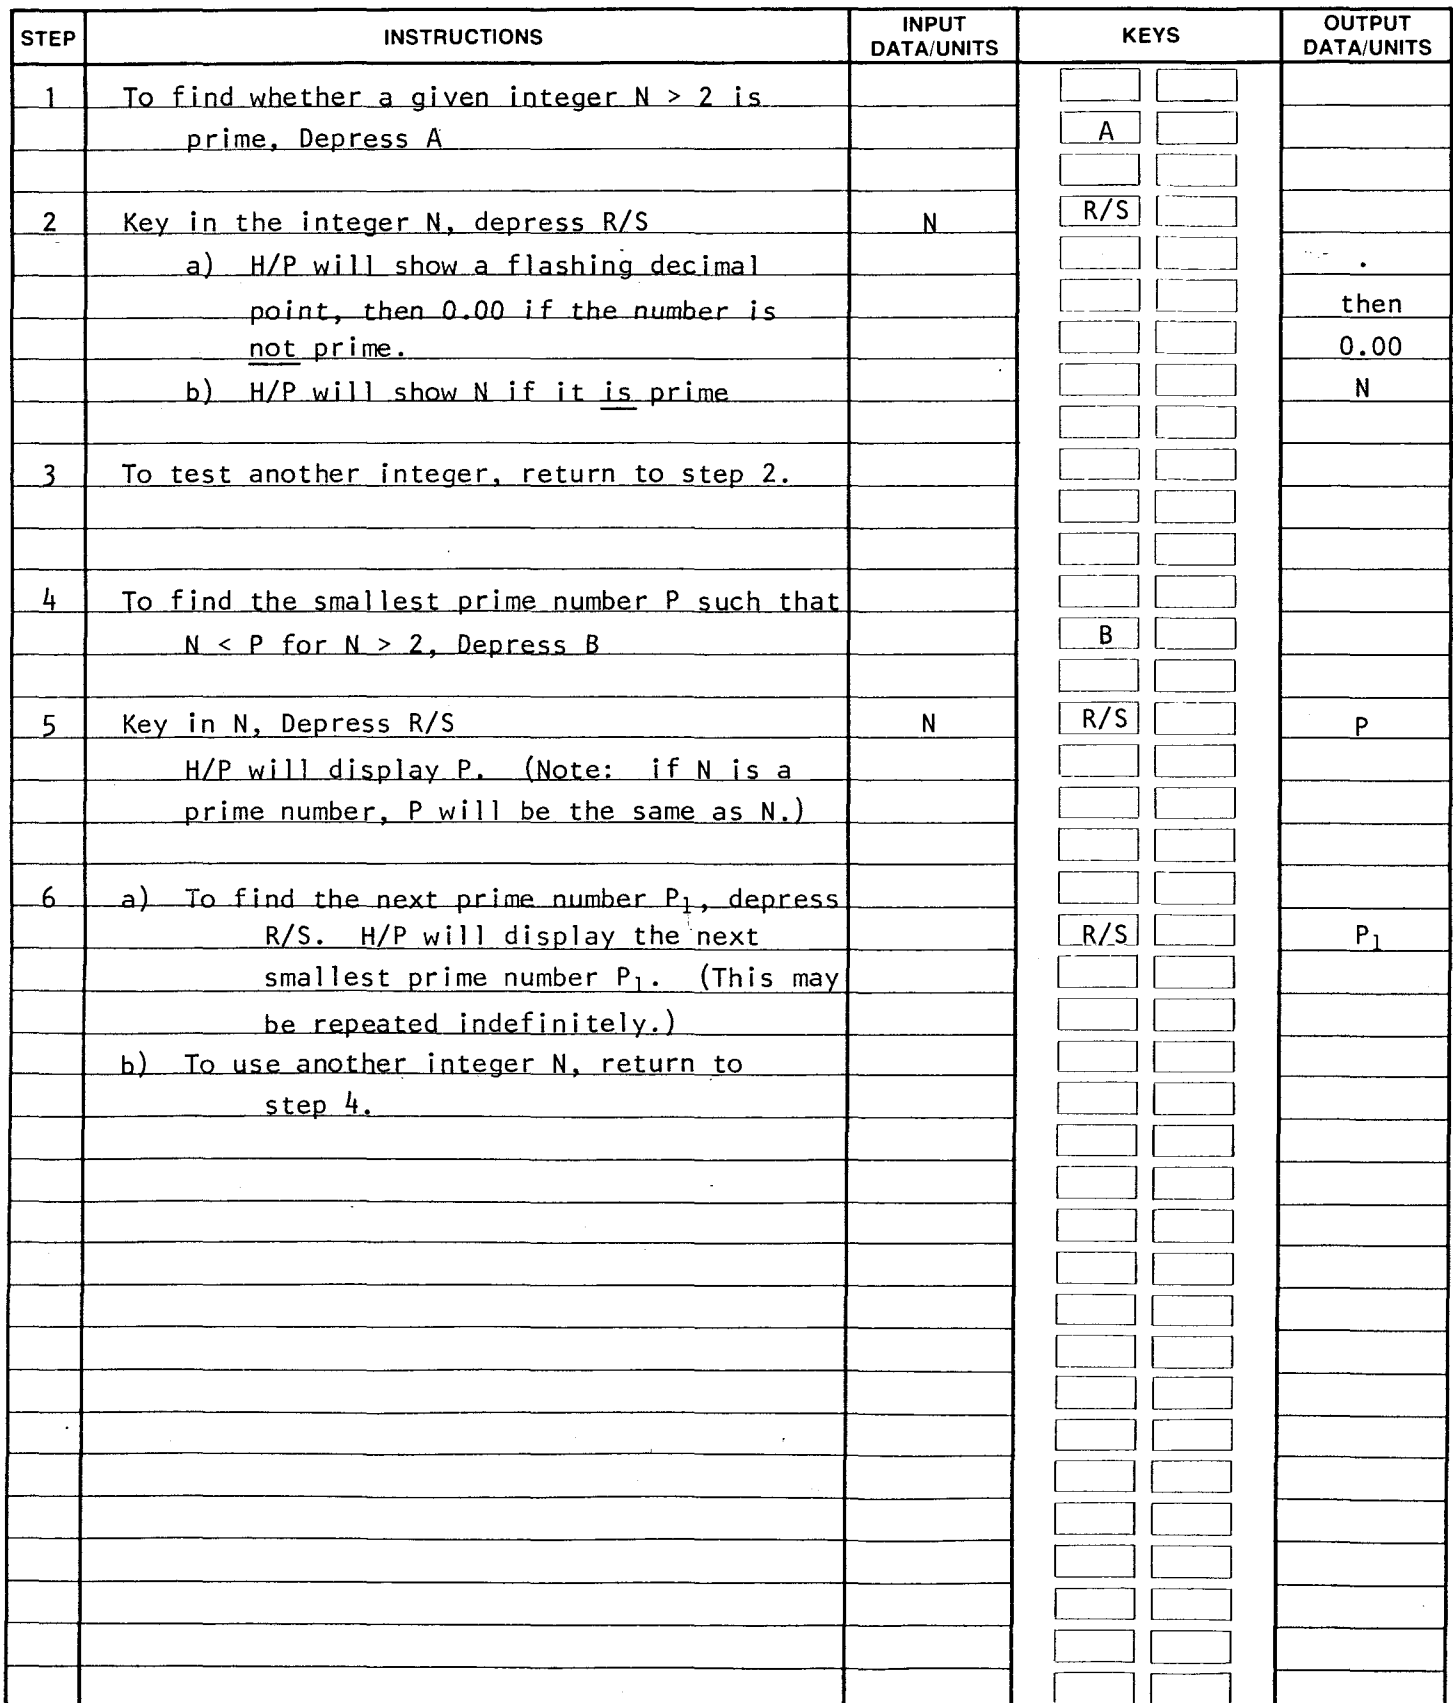 STEP INSTRUCTIONS INPUT DATA/UNITS KEYS OUTPUT DATA/UNITS
1 To find whether a given integer N > 2 is
prime, Depress A A
2 Key in the integer N, depress R/S N R/S
a) H/P will show a flashing decimal .
point, then 0.00 if the number is then
not prime. 0.00
b) H/P will show N if it is prime N
3 To test another integer, return to step 2.
4 To find the smallest prime number P such that
N < P for N > 2, Depress B B
5 Key in N, Depress R/S N R/S P
H/P will display P. (Note: if N is a
prime number, P will be the same as N.)
6 a) To find the next prime number P₁, depress
R/S. H/P will display the next R/S P₁
smallest prime number P₁. (This may
be repeated indefinitely.)
b) To use another integer N, return to
step 4.